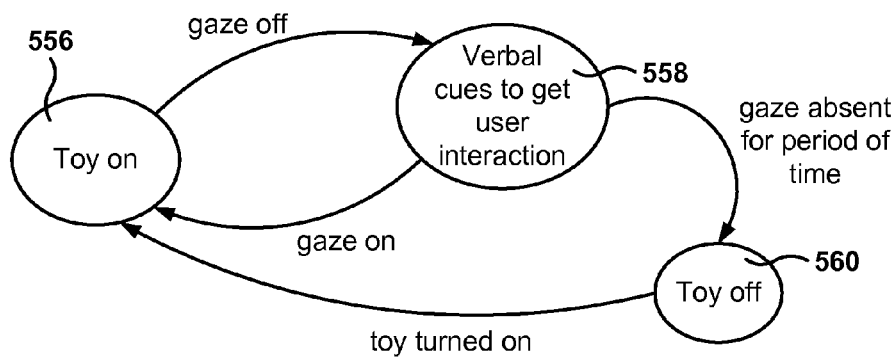 gaze off
556
Verbal
cues to get
user
interaction
558
gaze absent
for period of
time
Toy on
gaze on
560
Toy off
toy turned on